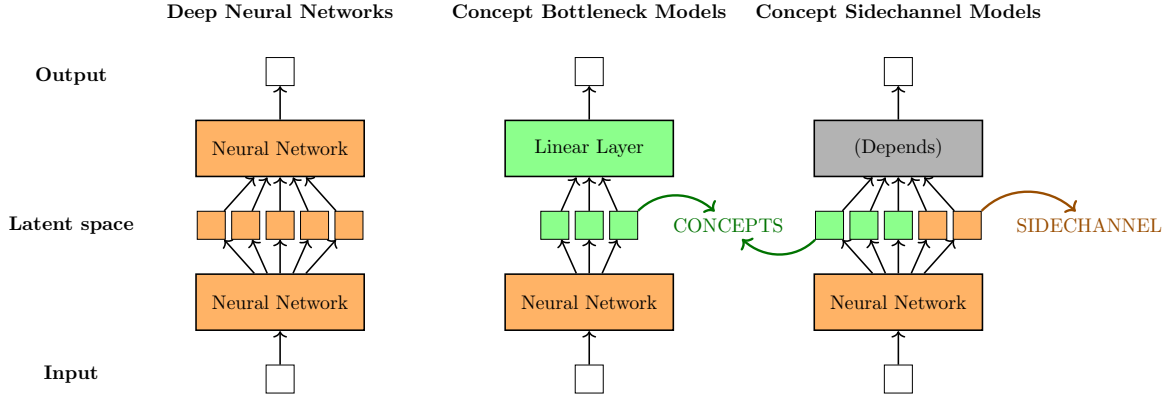 Deep Neural Networks
Concept Bottleneck Models
Concept Sidechannel Models
Output
Neural Network
Linear Layer
(Depends)
Latent space
CONCEPTS
SIDECHANNEL
Neural Network
Neural Network
Neural Network
Input